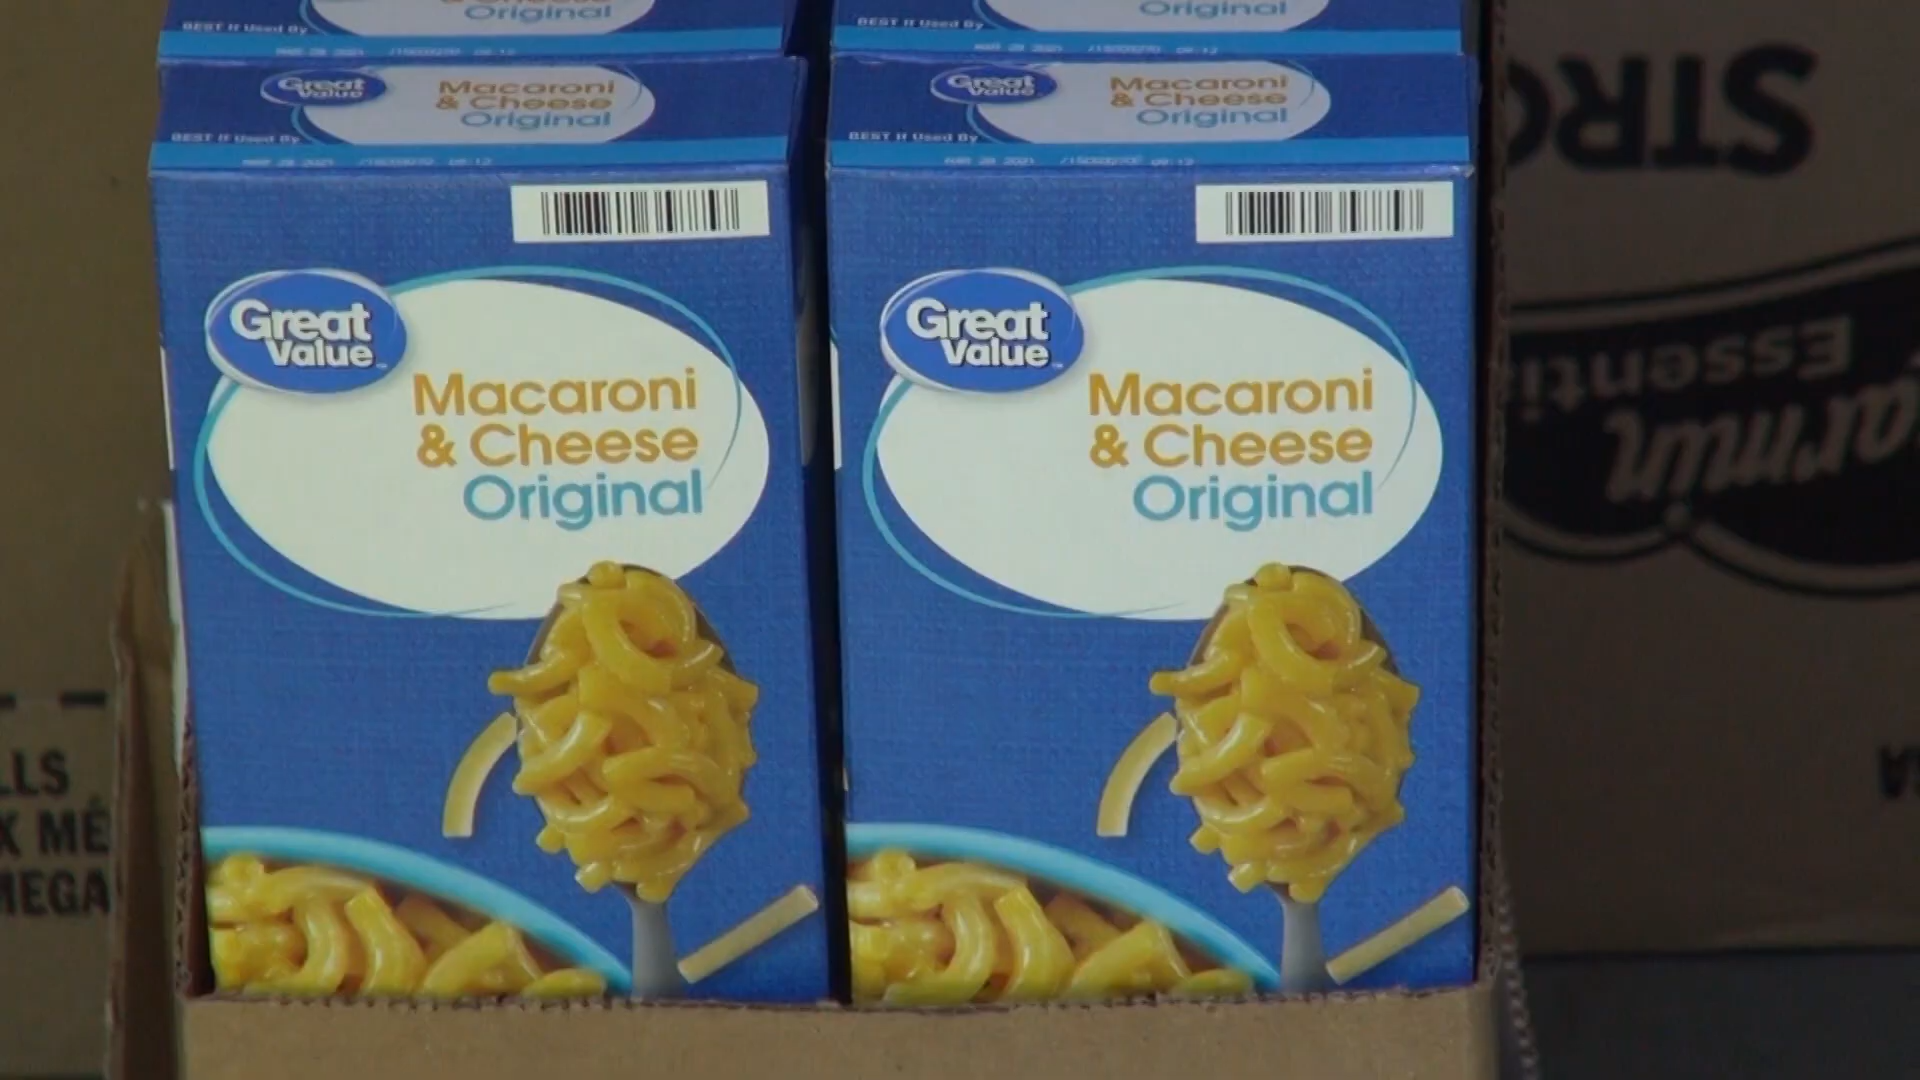 & Cheese
Original
BEST If Used By
Original
BEST If Used By
Great
Value
Macaroni
& Cheese
Original
BEST If Used By
Great
Value
Macaroni
& Cheese
Original
BEST If Used By
Great
Value
Macaroni
& Cheese
Original
Great
Value
Macaroni
& Cheese
Original
LLS
X MÉ
MEGA
STRO
armin
Essenti